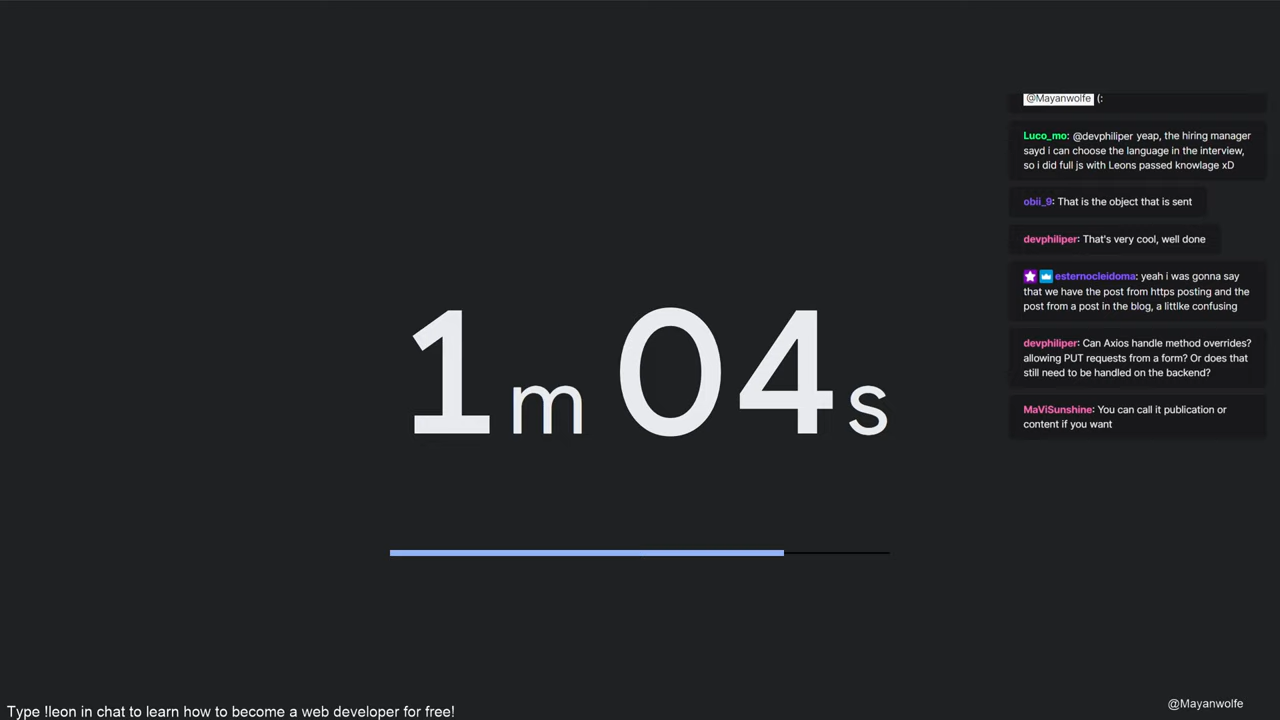 @Mayanwolfe (:
Luco_mo: @devphiliper yeap, the hiring manager
sayd i can choose the language in the interview,
so i did full js with Leons passed knowlage xD
obii_9: That is the object that is sent
devphiliper: That's very cool, well done
esternocieidoma: yeah i was gonna say
that we have the post from https posting and the
post from a post in the blog, a littike confusing
devphiliper: Can Axios handle method overrides?
allowing PUT requests from a form? Or does that
still need to be handled on the backend?
MaViSunshine: You can call it publication or
content if you want
1m 04s
@Mayanwolfe
Type !leon in chat to learn how to become a web developer for free!